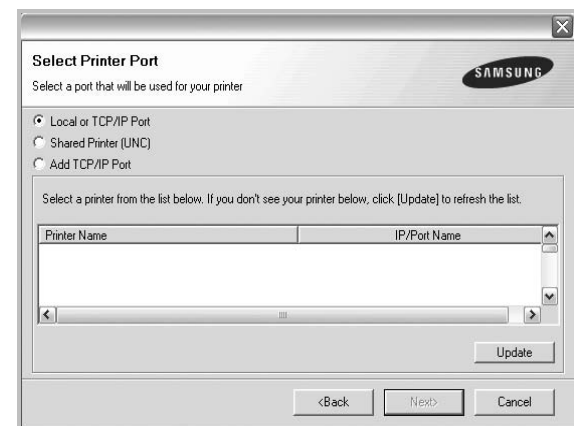 Select Printer Port
Select a port that will be used for your printer
SAMSUNG
Local or TCP/IP Port
Shared Printer (UNC)
Add TCP/IP Port
Select a printer from the list below. If you don't see your printer below, click [Update] to refresh the list.
Printer Name IP/Port Name
Update
<Back Next> Cancel